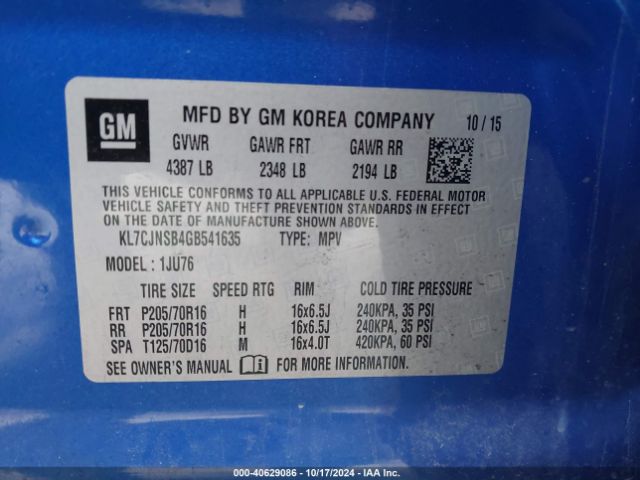 GM
MFD BY GM KOREA COMPANY 10 / 15
GVWR GAWR FRT GAWR RR
4387 LB 2348 LB 2194 LB
THIS VEHICLE CONFORMS TO ALL APPLICABLE U.S. FEDERAL MOTOR
VEHICLE SAFETY AND THEFT PREVENTION STANDARDS IN EFFECT
ON THE DATE OF MANUFACTURE SHOWN ABOVE.
KL7CJNSB4GB541635 TYPE: MPV
MODEL : 1JU76
TIRE SIZE SPEED RTG RIM COLD TIRE PRESSURE
FRT P205/70R16 H 16x6.5J 240KPA, 35 PSI
RR P205/70R16 H 16x6.5J 240KPA, 35 PSI
SPA T125/70D16 M 16x4.0T 420KPA, 60 PSI
SEE OWNER'S MANUAL i FOR MORE INFORMATION.
000-40629086 - 10/17/2024 - IAA Inc.